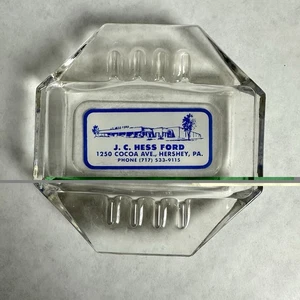 J. C. HESS FORD
1250 COCOA AVE., HERSHEY, PA.
PHONE (717) 533-9115